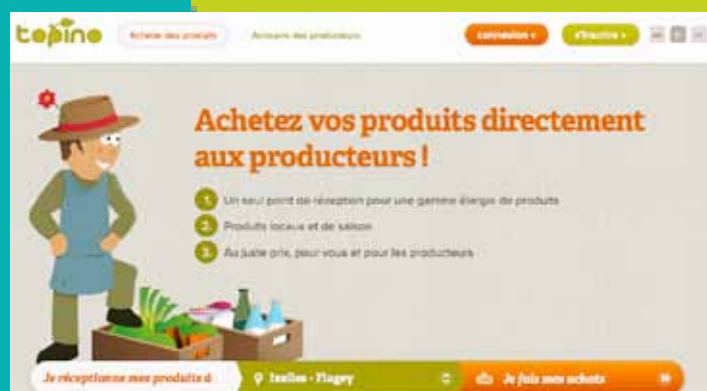 topino Acheter des produits Annuaire des producteurs connexion s'inscrire
Achetez vos produits directement
aux producteurs !
1. Un seul point de réception pour une gamme élargie de produits
2. Produits locaux et de saison
3. Au juste prix, pour vous et pour les producteurs
Je réceptionne mes produits à Ixelles - Flagey Je fais mes achats